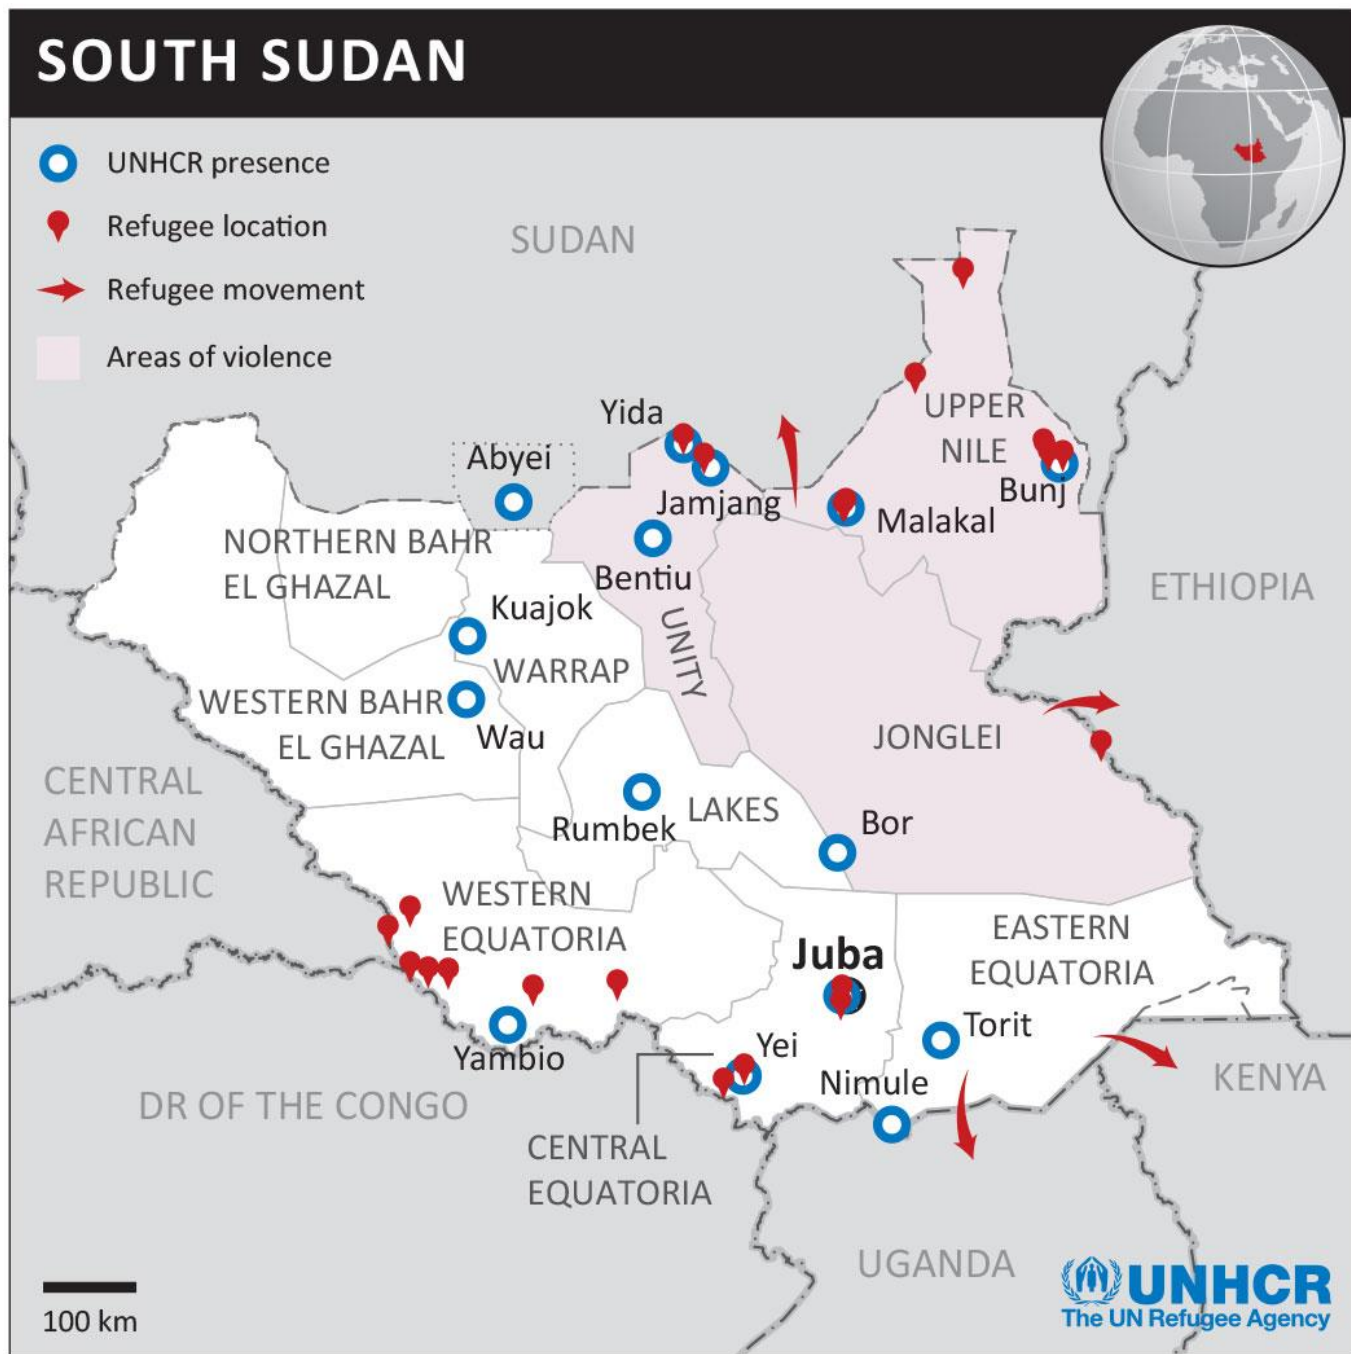 SOUTH SUDAN
UNHCR presence
Refugee location
Refugee movement
Areas of violence
SUDAN
Yida
UPPER
NILE
Abyei
Jamjang
Bunj
Malakal
NORTHERN BAHR
EL GHAZAL
Bentiu
ETHIOPIA
Kuajok
UNITY
WARRAP
WESTERN BAHR
EL GHAZAL
Wau
JONGLEI
CENTRAL
AFRICAN
REPUBLIC
Rumbek
LAKES
Bor
WESTERN
EQUATORIA
EASTERN
EQUATORIA
Juba
Torit
Yei
Yambio
Nimule
KENYA
DR OF THE CONGO
CENTRAL
EQUATORIA
UGANDA
100 km
UNHCR
The UN Refugee Agency